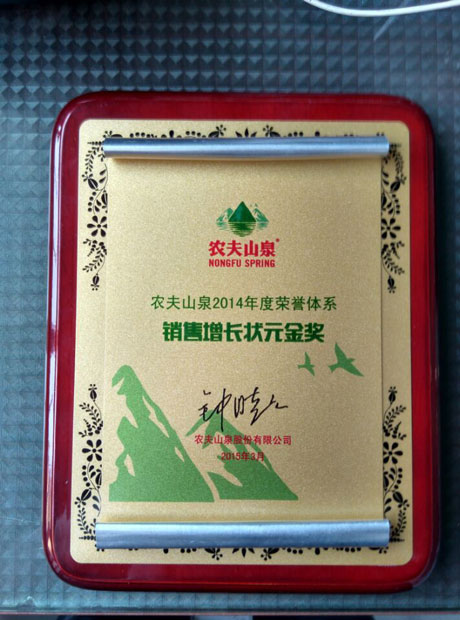 农夫山泉®
NONGFU SPRING
农夫山泉2014年度荣誉体系
销售增长状元金奖
农夫山泉股份有限公司
2015年3月